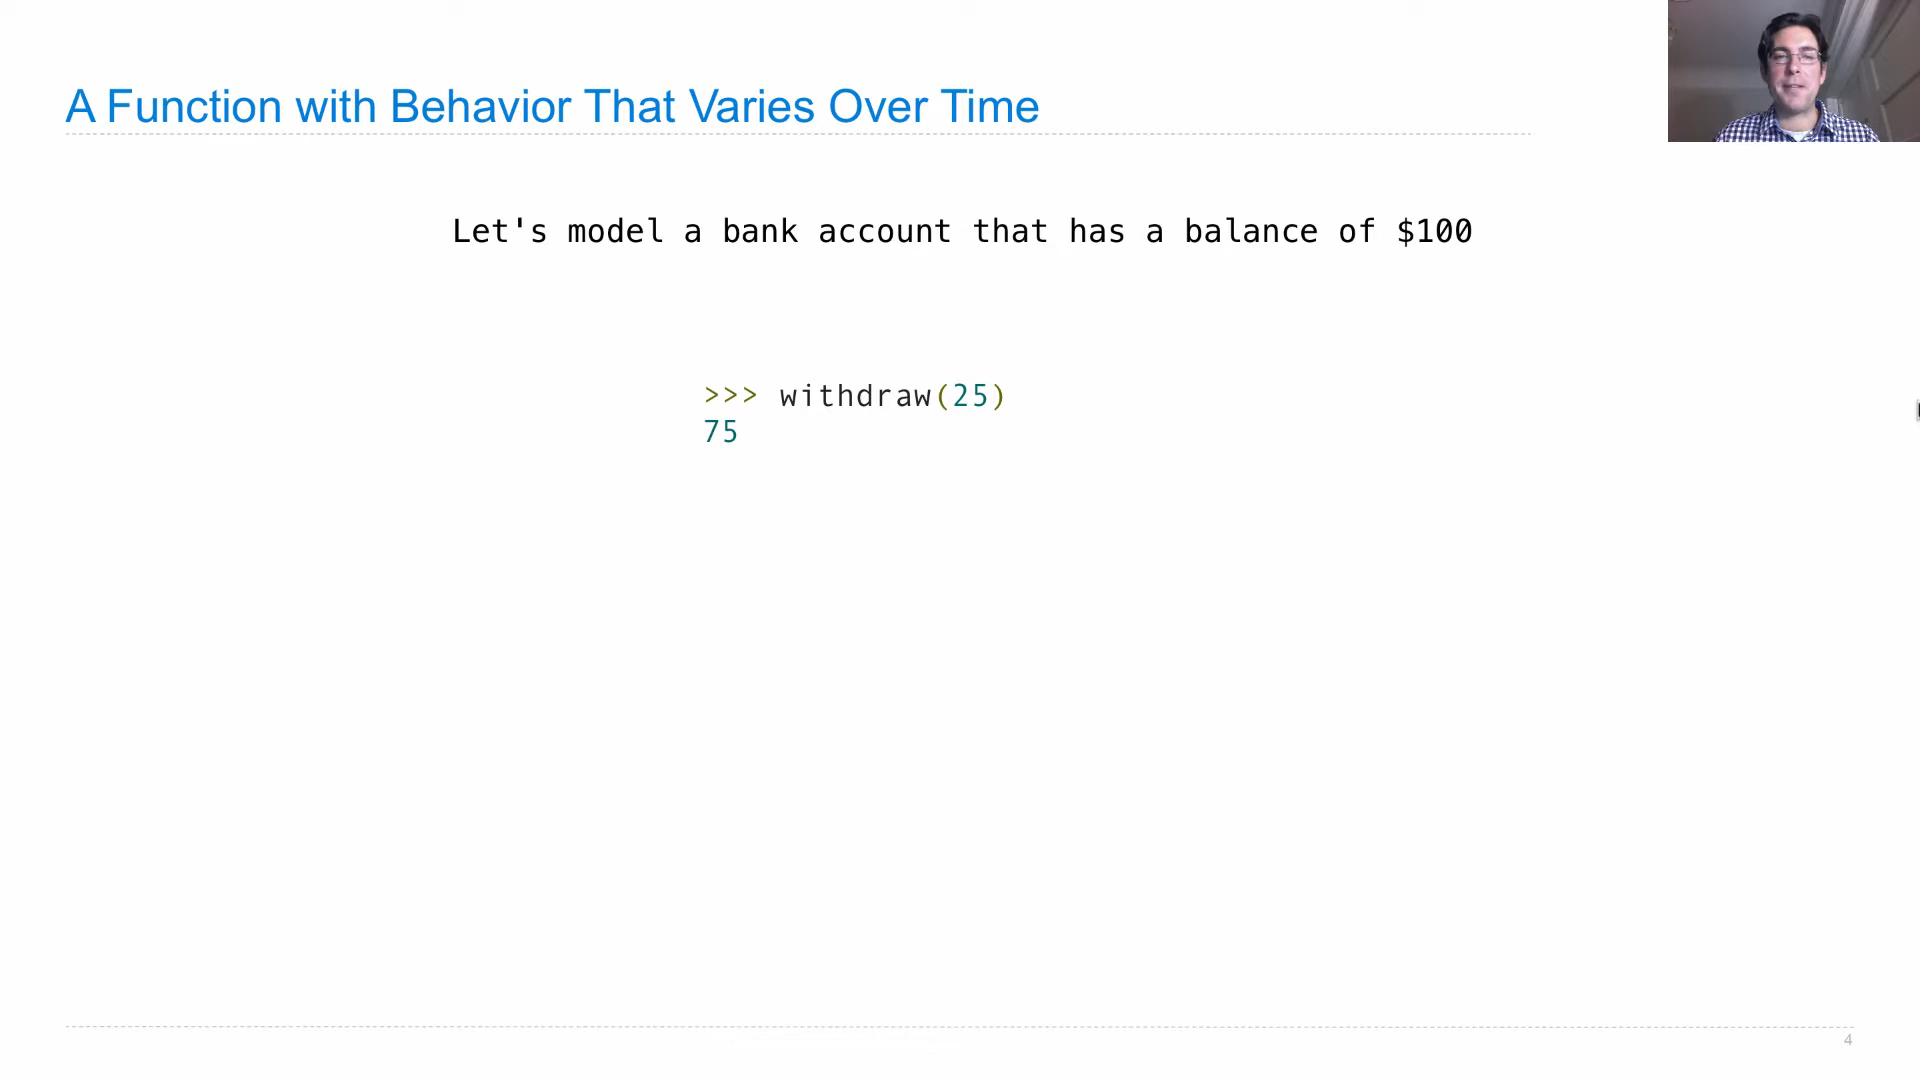 A Function with Behavior That Varies Over Time
Let's model a bank account that has a balance of $100
>>> withdraw(25)
75
4